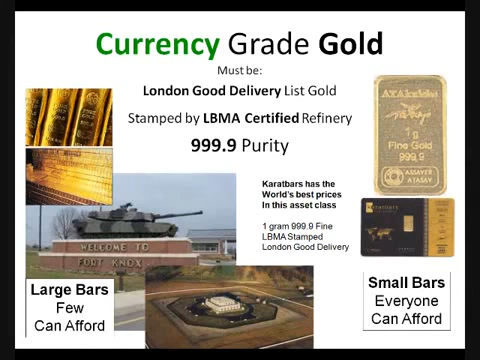 Currency Grade Gold
Must be:
London Good Delivery List Gold
Stamped by LBMA Certified Refinery
999.9 Purity
1g
Fine Gold
999.9
ASSAYER
ATASAY
Karatbars has the
World's best prices
In this asset class
1 gram 999.9 Fine
LBMA Stamped
London Good Delivery
WELCOME TO
FORT KNOX
Large Bars
Few
Can Afford
Small Bars
Everyone
Can Afford